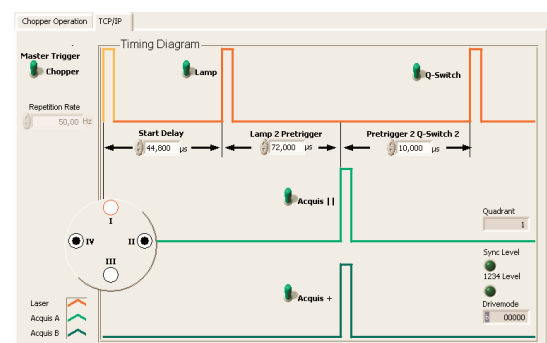 Chopper Operation TCP/IP
Timing Diagram
Master Trigger
Chopper
Lamp
Q-Switch
Repetition Rate
50,00 Hz
Start Delay
Lamp 2 Pretrigger
Pretrigger 2 Q-Switch 2
44,800 µs
72,000 µs
10,000 µs
Acquis ||
I
IV
II
III
Quadrant
1
Sync Level
1234 Level
Acquis +
Drivemode
00000
Laser
Acquis A
Acquis B